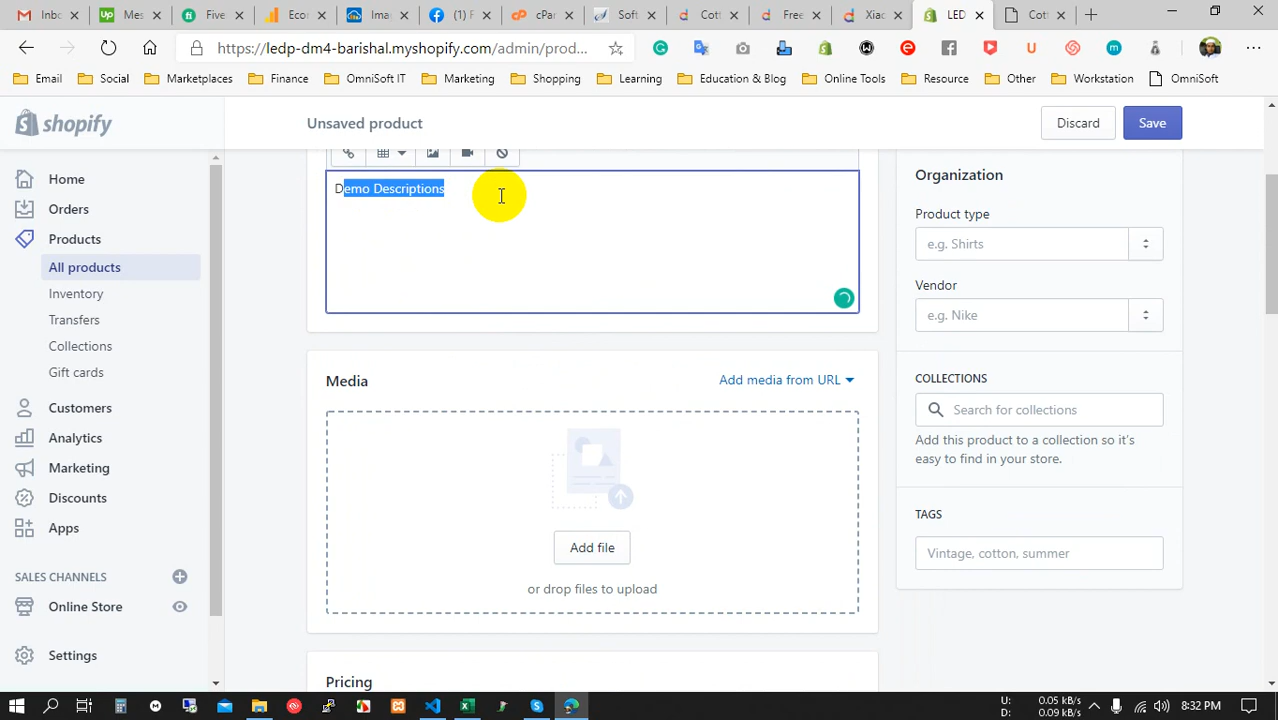 Inb
Mes
Five
Ecor
Ima
(1) F
cPa
Soft
Cott
Free
Xiac
LED
Cott
https://ledp-dm4-barishal.myshopify.com/admin/prod...
Email
Social
Marketplaces
Finance
OmniSoft IT
Marketing
Shopping
Learning
Education & Blog
Online Tools
Resource
Other
Workstation
OmniSoft
shopify
Unsaved product
Discard
Save
Home
Orders
Products
All products
Inventory
Transfers
Collections
Gift cards
Customers
Analytics
Marketing
Discounts
Apps
SALES CHANNELS
Online Store
Settings
Demo Descriptions
Media
Add media from URL
Add file
or drop files to upload
Pricing
Organization
Product type
e.g. Shirts
Vendor
e.g. Nike
COLLECTIONS
Search for collections
Add this product to a collection so it's
easy to find in your store.
TAGS
Vintage, cotton, summer
U: 0.05 kB/s
D: 0.09 kB/s
8:32 PM